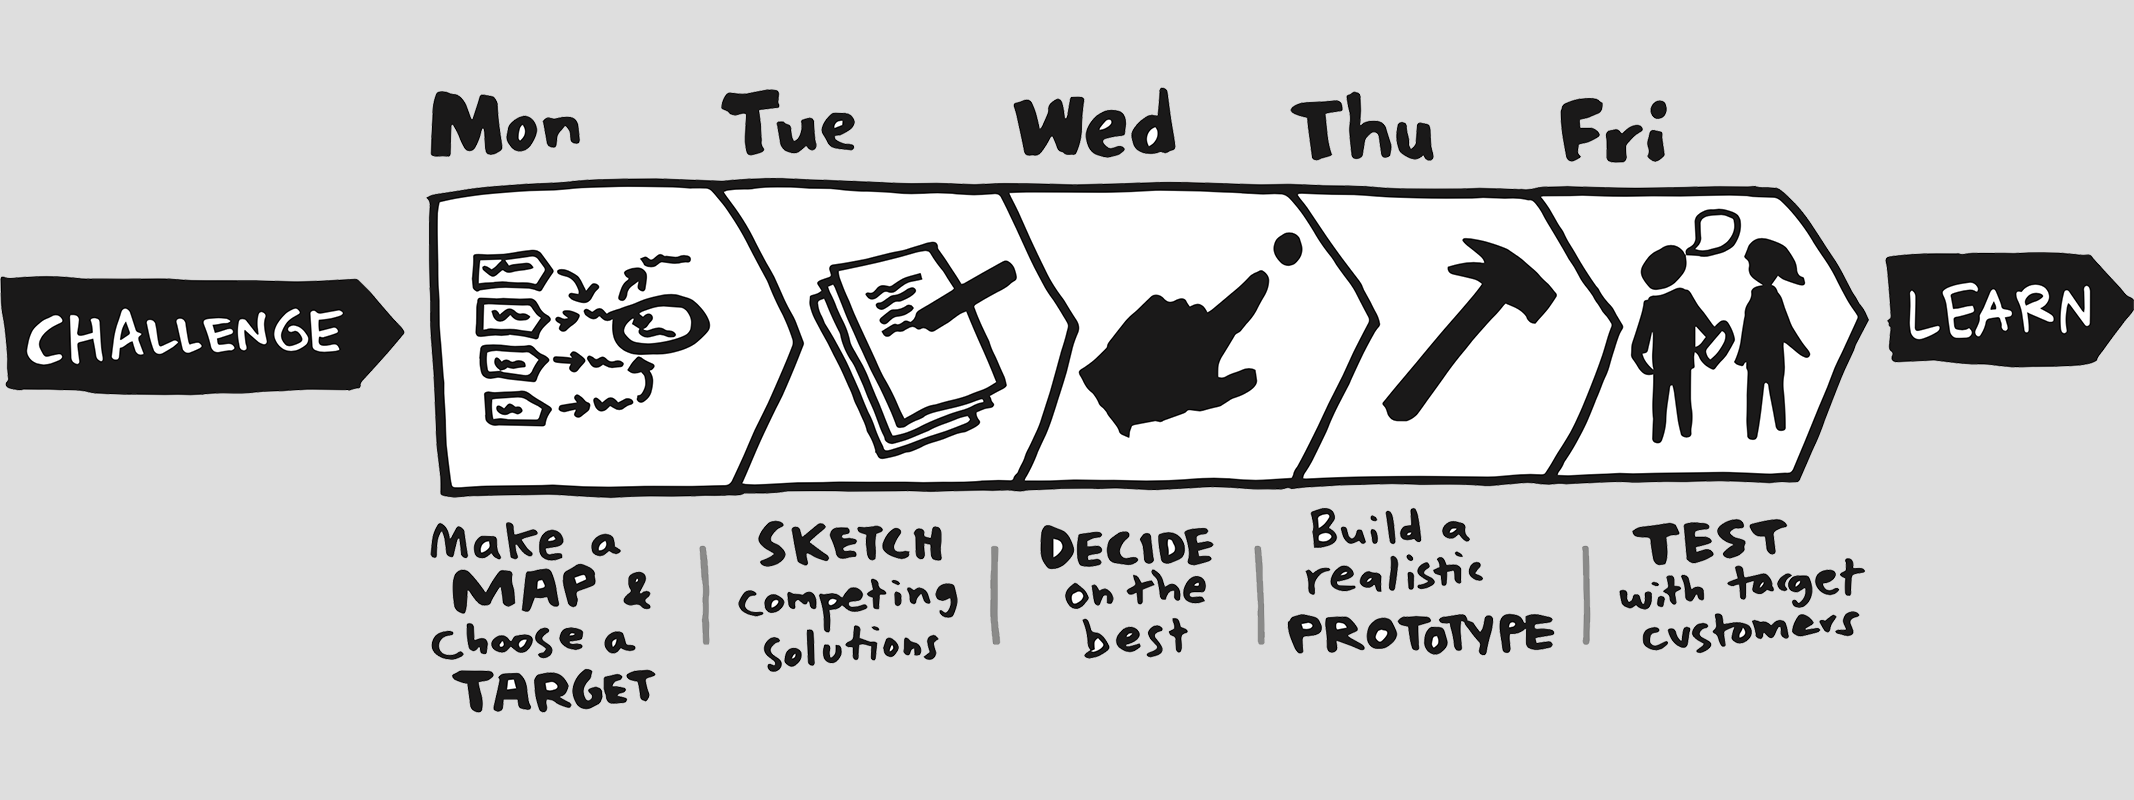 Mon Tue Wed Thu Fri
CHALLENGE
LEARN
Make a
MAP &
choose a
TARGET
SKETCH
competing
solutions
DECIDE
on the
best
Build a
realistic
PROTOTYPE
TEST
with target
customers